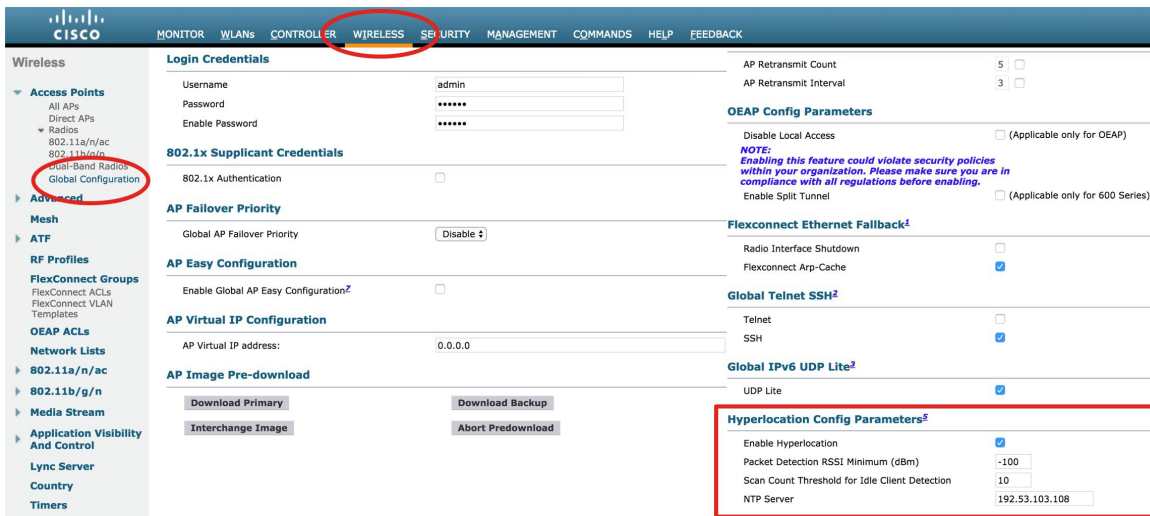 CISCO
MONITOR WLANs CONTROLLER WIRELESS SECURITY MANAGEMENT COMMANDS HELP FEEDBACK
Wireless
Access Points
All APs
Direct APs
Radios
802.11a/n/ac
802.11b/g/n
Dual-Band Radios
Global Configuration
Advanced
Mesh
ATF
RF Profiles
FlexConnect Groups
FlexConnect ACLs
FlexConnect VLAN
Templates
OEAP ACLs
Network Lists
802.11a/n/ac
802.11b/g/n
Media Stream
Application Visibility
And Control
Lync Server
Country
Timers
Login Credentials
Username admin
Password ••••••
Enable Password ••••••
802.1x Supplicant Credentials
802.1x Authentication
AP Failover Priority
Global AP Failover Priority Disable
AP Easy Configuration
Enable Global AP Easy Configuration7
AP Virtual IP Configuration
AP Virtual IP address: 0.0.0.0
AP Image Pre-download
Download Primary Download Backup
Interchange Image Abort Predownload
AP Retransmit Count 5
AP Retransmit Interval 3
OEAP Config Parameters
Disable Local Access (Applicable only for OEAP)
NOTE:
Enabling this feature could violate security policies
within your organization. Please make sure you are in
compliance with all regulations before enabling.
Enable Split Tunnel (Applicable only for 600 Series)
Flexconnect Ethernet Fallback1
Radio Interface Shutdown
Flexconnect Arp-Cache
Global Telnet SSH2
Telnet
SSH
Global IPv6 UDP Lite3
UDP Lite
Hyperlocation Config Parameters5
Enable Hyperlocation
Packet Detection RSSI Minimum (dBm) -100
Scan Count Threshold for Idle Client Detection 10
NTP Server 192.53.103.108